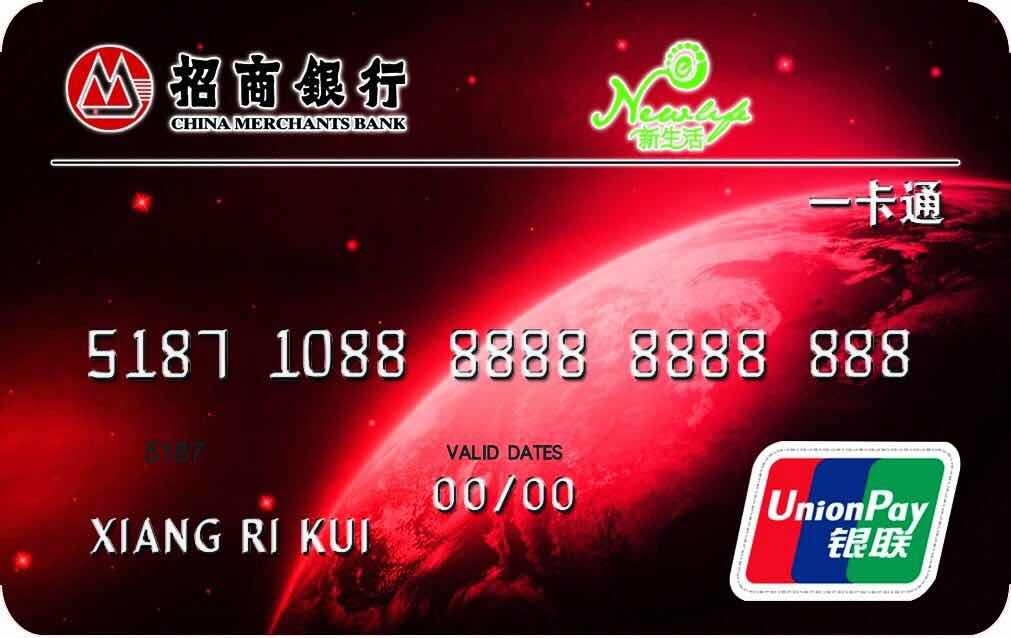 招商銀行
CHINA MERCHANTS BANK
Newlife
新生活
一卡通
5187 1088 8888 8888 888
5187
VALID DATES
00/00
XIANG RI KUI
UnionPay
银联